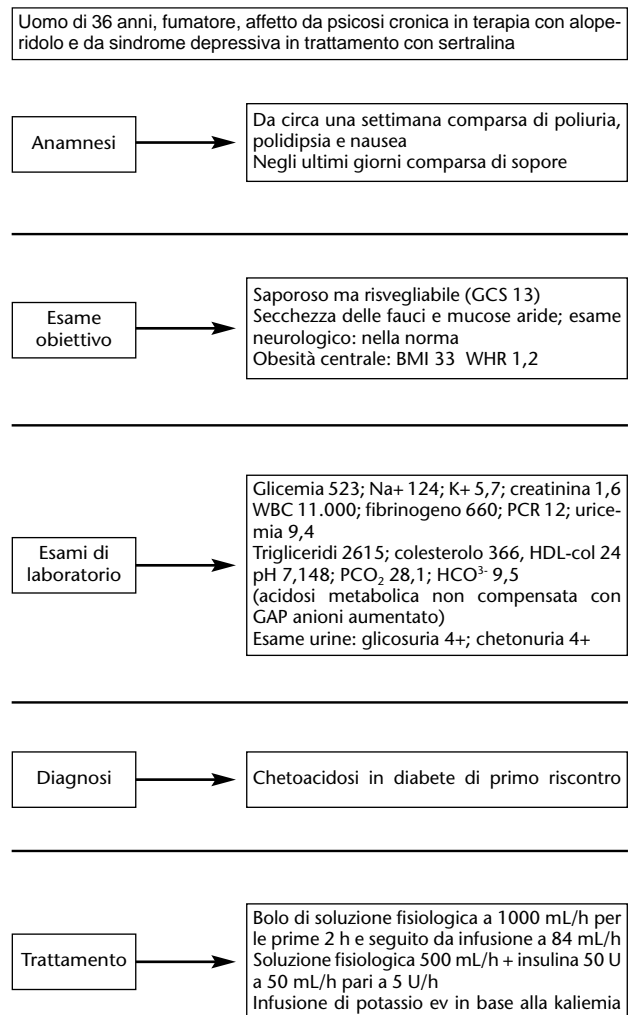 Uomo di 36 anni, fumatore, affetto da psicosi cronica in terapia con alope-
ridolo e da sindrome depressiva in trattamento con sertralina
Anamnesi
Da circa una settimana comparsa di poliuria,
polidipsia e nausea
Negli ultimi giorni comparsa di sopore
Esame
obiettivo
Saporoso ma risvegliabile (GCS 13)
Secchezza delle fauci e mucose aride; esame
neurologico: nella norma
Obesità centrale: BMI 33 WHR 1,2
Esami di
laboratorio
Glicemia 523; Na+ 124; K+ 5,7; creatinina 1,6
WBC 11.000; fibrinogeno 660; PCR 12; urice-
mia 9,4
Trigliceridi 2615; colesterolo 366, HDL-col 24
pH 7,148; PCO₂ 28,1; HCO³⁻ 9,5
(acidosi metabolica non compensata con
GAP anioni aumentato)
Esame urine: glicosuria 4+; chetonuria 4+
Diagnosi
Chetoacidosi in diabete di primo riscontro
Trattamento
Bolo di soluzione fisiologica a 1000 mL/h per
le prime 2 h e seguito da infusione a 84 mL/h
Soluzione fisiologica 500 mL/h + insulina 50 U
a 50 mL/h pari a 5 U/h
Infusione di potassio ev in base alla kaliemia